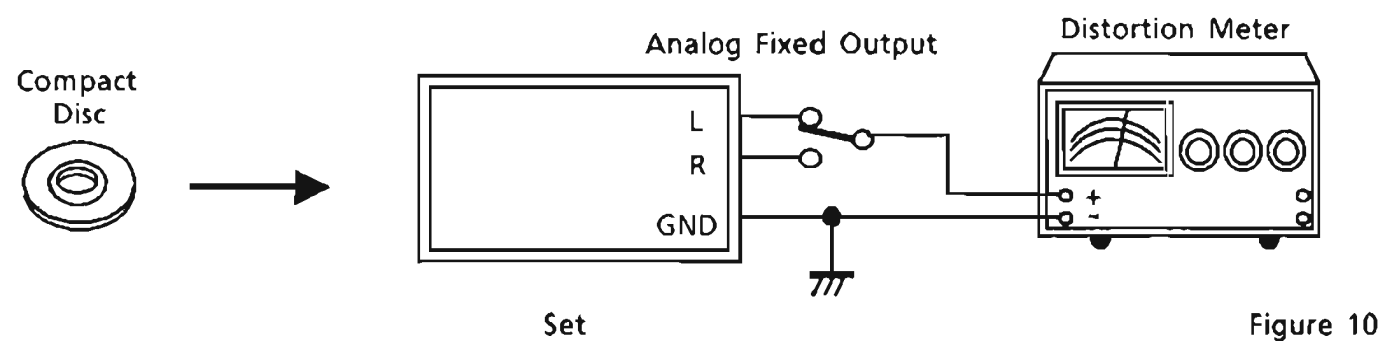 Compact
Disc
Analog Fixed Output
Distortion Meter
L
R
GND
+
-
Set
Figure 10